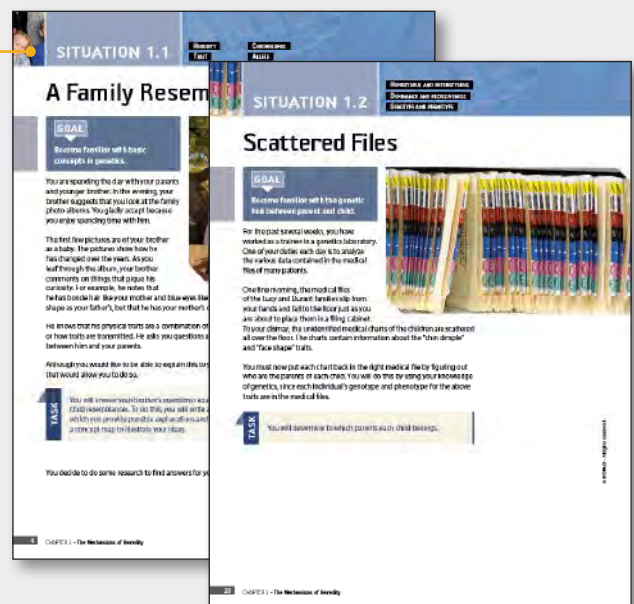 SITUATION 1.1
HEREDITY
TRAIT
CHROMOSOME
ALLELE
A Family Resem
GOAL
Become familiar with basic
concepts in genetics.
You are spending the day with your parents
and younger brother. In the evening, your
brother suggests that you look at the family
photo albums. You gladly accept because
you enjoy spending time with him.
The first few pictures are of your brother
as a baby. The pictures show how he
has changed over the years. As you
leaf through the album, your brother
comments on things that pique his
curiosity. For example, he notes that
he has blonde hair like your mother and blue eyes like
shape as your father's, but that he has your mother's
He knows that his physical traits are a combination of
or how traits are transmitted. He asks you questions a
between him and your parents.
Although you would like to be able to explain this to y
that would allow you to do so.
TASK
You will answer your brother's questions
child resemblances. To do this, you will write
which you provide possible explanations and
a concept map to illustrate your ideas.
You decide to do some research to find answers for yo
4 CHAPTER 1 – The Mechanisms of Heredity
SITUATION 1.2
HOMOZYGOUS AND HETEROZYGOUS
DOMINANCE AND RECESSIVENESS
GENOTYPE AND PHENOTYPE
Scattered Files
GOAL
Become familiar with the genetic
link between parent and child.
For the past several weeks, you have
worked as a trainee in a genetics laboratory.
One of your duties each day is to analyze
the various data contained in the medical
files of many patients.
One fine morning, the medical files
of the Lucy and Durant families slip from
your hands and fall to the floor just as you
are about to place them in a filing cabinet.
To your dismay, the unidentified medical charts of the children are scattered
all over the floor. The charts contain information about the "chin dimple"
and "face shape" traits.
You must now put each chart back in the right medical file by figuring out
who are the parents of each child. You will do this by using your knowledge
of genetics, since each individual's genotype and phenotype for the above
traits are in the medical files.
TASK
You will determine to which parents each child belongs.
20 CHAPTER 1 – The Mechanisms of Heredity